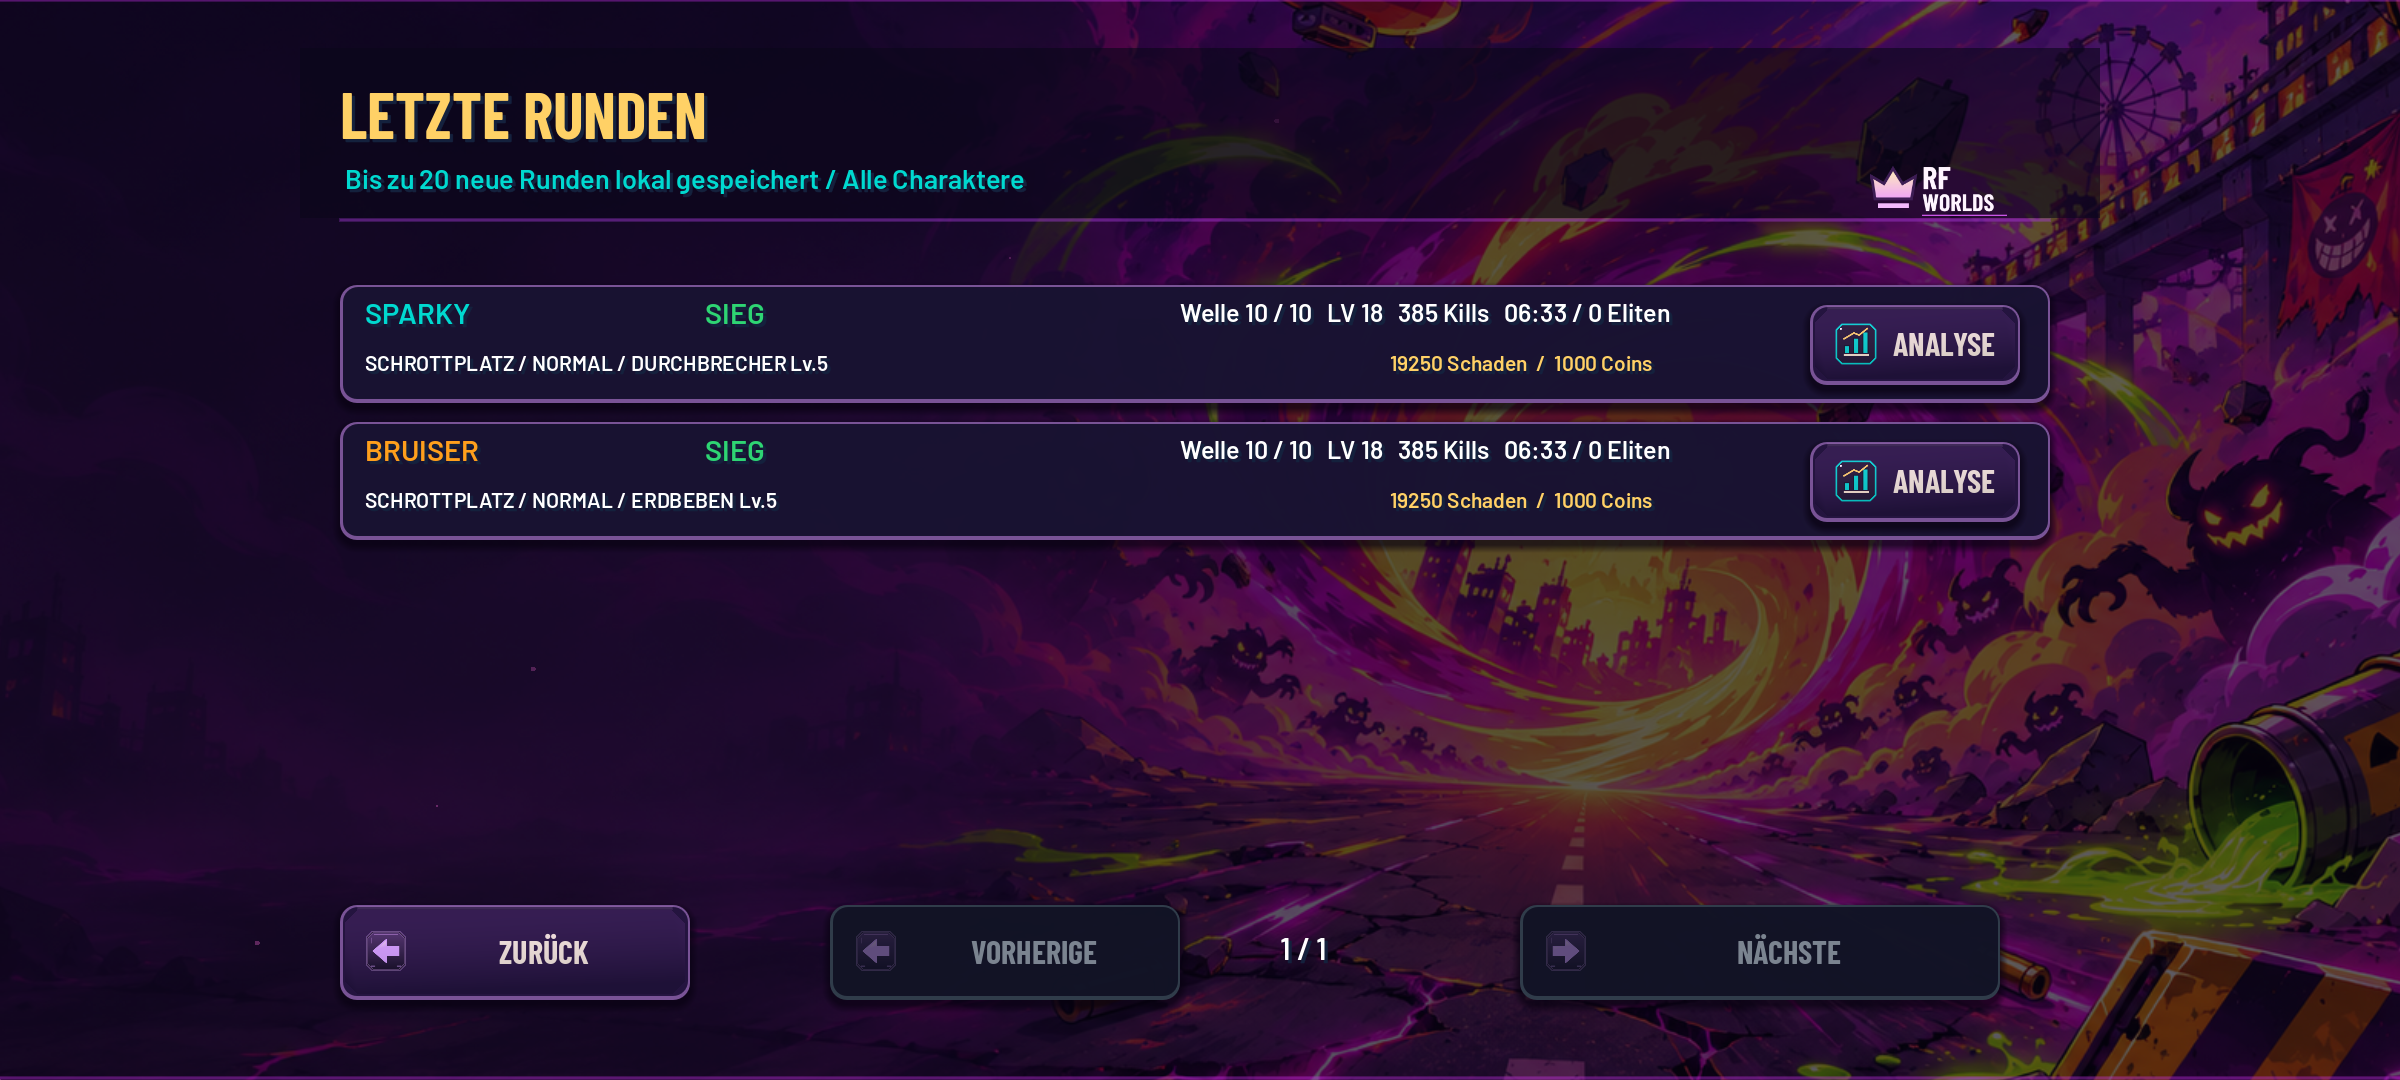 LETZTE RUNDEN
Bis zu 20 neue Runden lokal gespeichert / Alle Charaktere
RF
WORLDS
SPARKY SIEG Welle 10 / 10 LV 18 385 Kills 06:33 / 0 Eliten
SCHROTTPLATZ / NORMAL / DURCHBRECHER Lv.5 19250 Schaden / 1000 Coins
ANALYSE
BRUISER SIEG Welle 10 / 10 LV 18 385 Kills 06:33 / 0 Eliten
SCHROTTPLATZ / NORMAL / ERDBEBEN Lv.5 19250 Schaden / 1000 Coins
ANALYSE
ZURÜCK VORHERIGE 1 / 1 NÄCHSTE